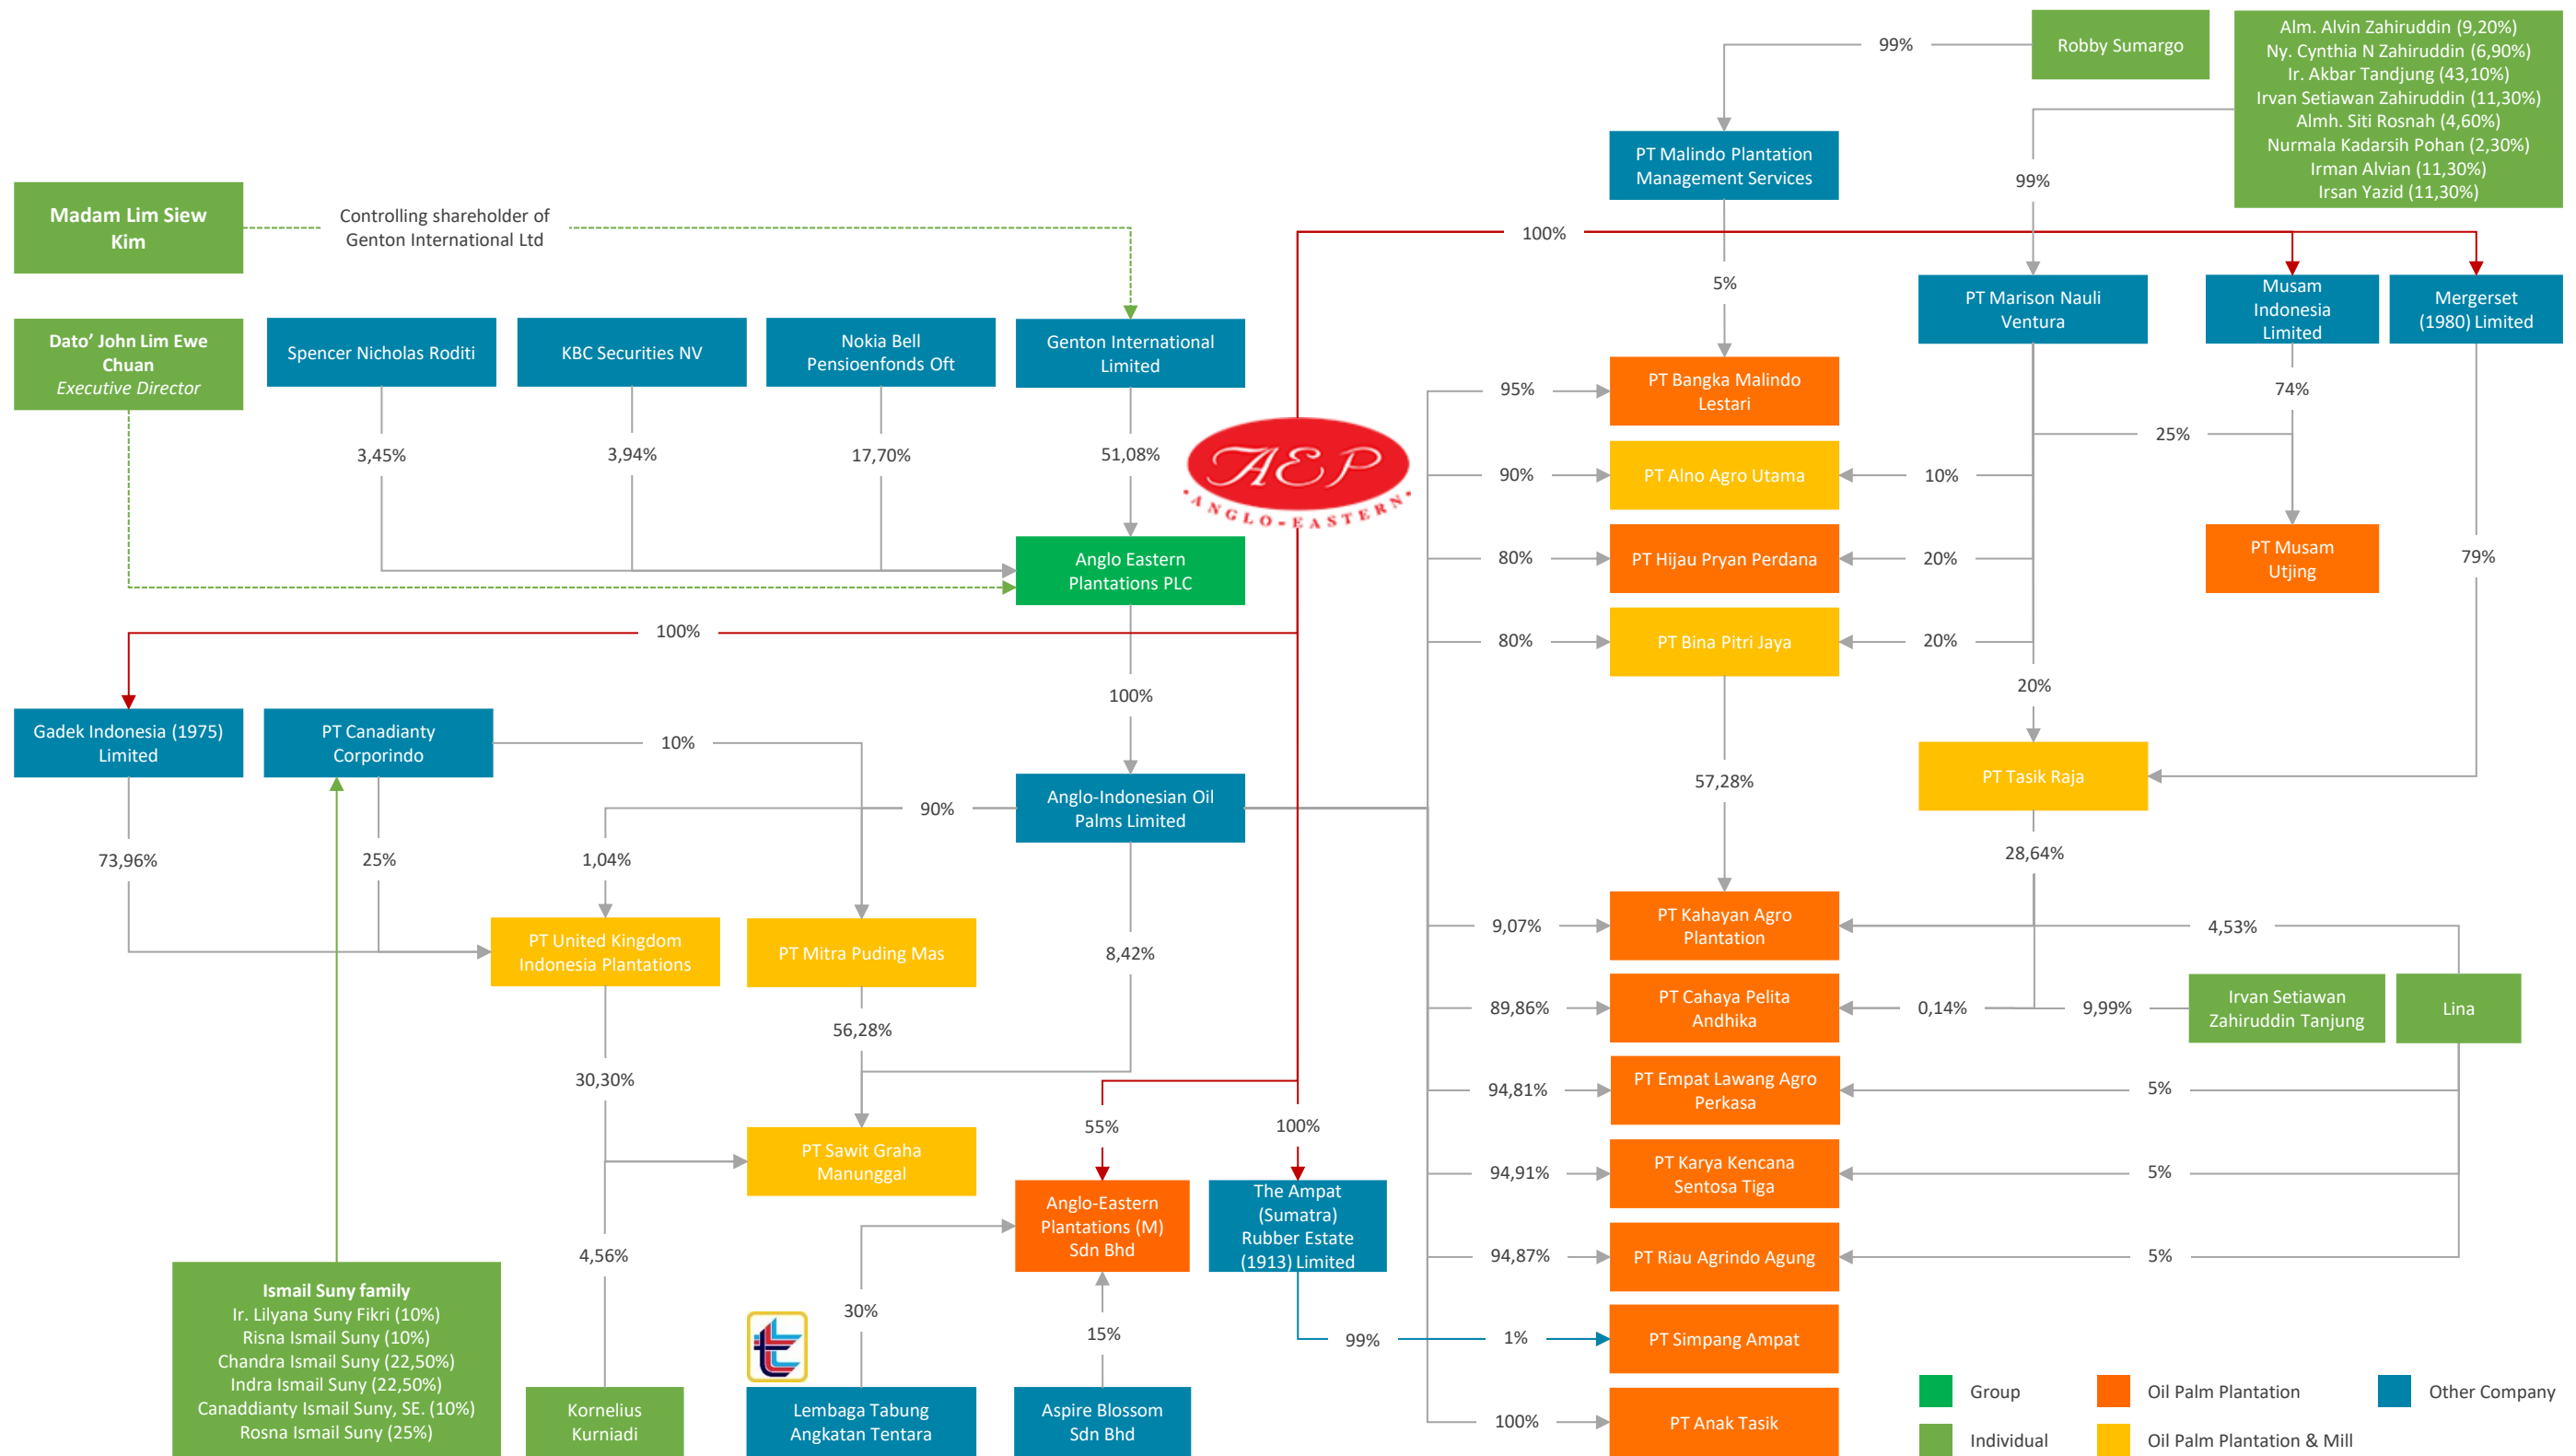 99%
Robby Sumargo
Alm. Alvin Zahiruddin (9,20%)
Ny. Cynthia N Zahiruddin (6,90%)
Ir. Akbar Tandjung (43,10%)
Irvan Setiawan Zahiruddin (11,30%)
Almh. Siti Rosnah (4,60%)
Nurmala Kadarsih Pohan (2,30%)
Irman Alvian (11,30%)
Irsan Yazid (11,30%)
PT Malindo Plantation
Management Services
99%
Madam Lim Siew
Kim
Controlling shareholder of
Genton International Ltd
100%
5%
Dato' John Lim Ewe
Chuan
Executive Director
Spencer Nicholas Roditi
KBC Securities NV
Nokia Bell
Pensioenfonds Oft
Genton International
Limited
PT Marison Nauli
Ventura
Musam
Indonesia
Limited
Mergerset
(1980) Limited
3,45%
3,94%
17,70%
51,08%
AEP
ANGLO-EASTERN
95%
PT Bangka Malindo
Lestari
74%
25%
90%
PT Alno Agro Utama
10%
Anglo Eastern
Plantations PLC
80%
PT Hijau Pryan Perdana
20%
PT Musam
Utjing
79%
100%
80%
PT Bina Pitri Jaya
20%
100%
20%
Gadek Indonesia (1975)
Limited
PT Canadianty
Corporindo
10%
57,28%
PT Tasik Raja
90%
Anglo-Indonesian Oil
Palms Limited
73,96%
25%
1,04%
28,64%
PT United Kingdom
Indonesia Plantations
PT Mitra Puding Mas
8,42%
9,07%
PT Kahayan Agro
Plantation
4,53%
89,86%
PT Cahaya Pelita
Andhika
0,14%
9,99%
Irvan Setiawan
Zahiruddin Tanjung
Lina
56,28%
30,30%
94,81%
PT Empat Lawang Agro
Perkasa
5%
55%
100%
PT Sawit Graha
Manunggal
94,91%
PT Karya Kencana
Sentosa Tiga
5%
Anglo-Eastern
Plantations (M)
Sdn Bhd
The Ampat
(Sumatra)
Rubber Estate
(1913) Limited
4,56%
94,87%
PT Riau Agrindo Agung
5%
Ismail Suny family
Ir. Lilyana Suny Fikri (10%)
Risna Ismail Suny (10%)
Chandra Ismail Suny (22,50%)
Indra Ismail Suny (22,50%)
Canaddianty Ismail Suny, SE. (10%)
Rosna Ismail Suny (25%)
30%
15%
99%
1%
PT Simpang Ampat
Kornelius
Kurniadi
Lembaga Tabung
Angkatan Tentara
Aspire Blossom
Sdn Bhd
100%
PT Anak Tasik
Group
Oil Palm Plantation
Other Company
Individual
Oil Palm Plantation & Mill